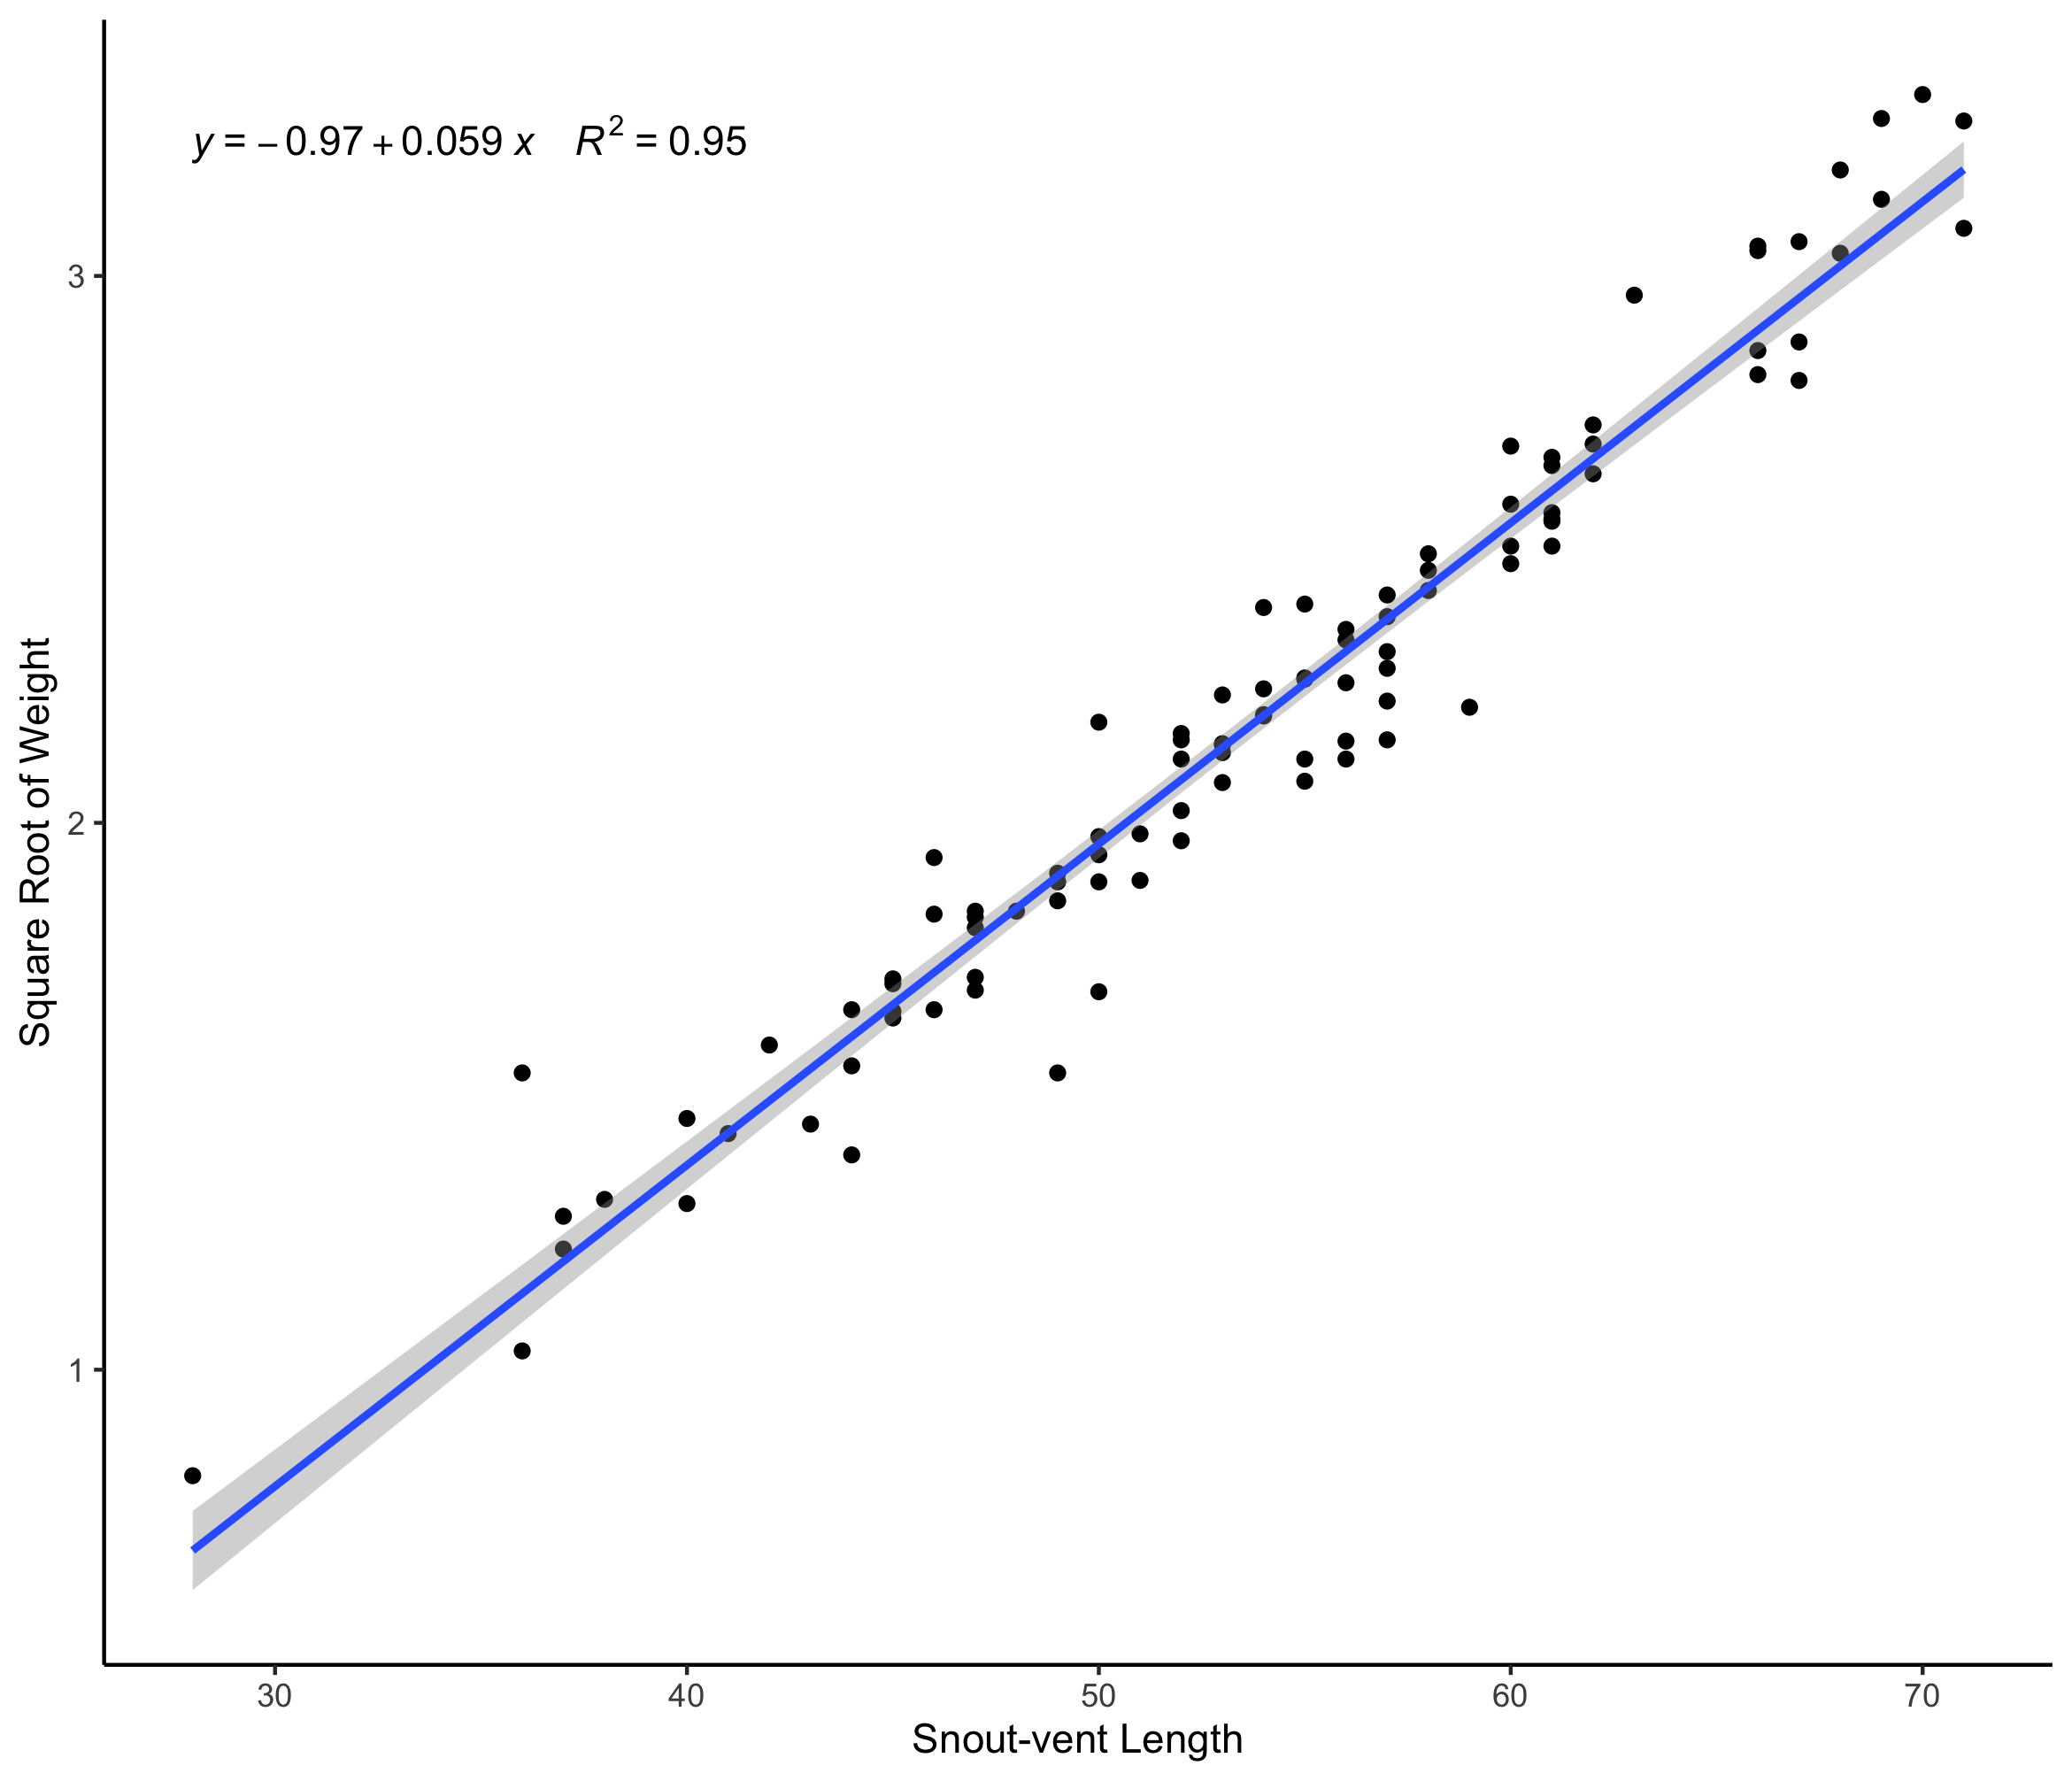 y = −0.97 + 0.059 x R² = 0.95
3
2
1
Square Root of Weight
30 40 50 60 70
Snout-vent Length